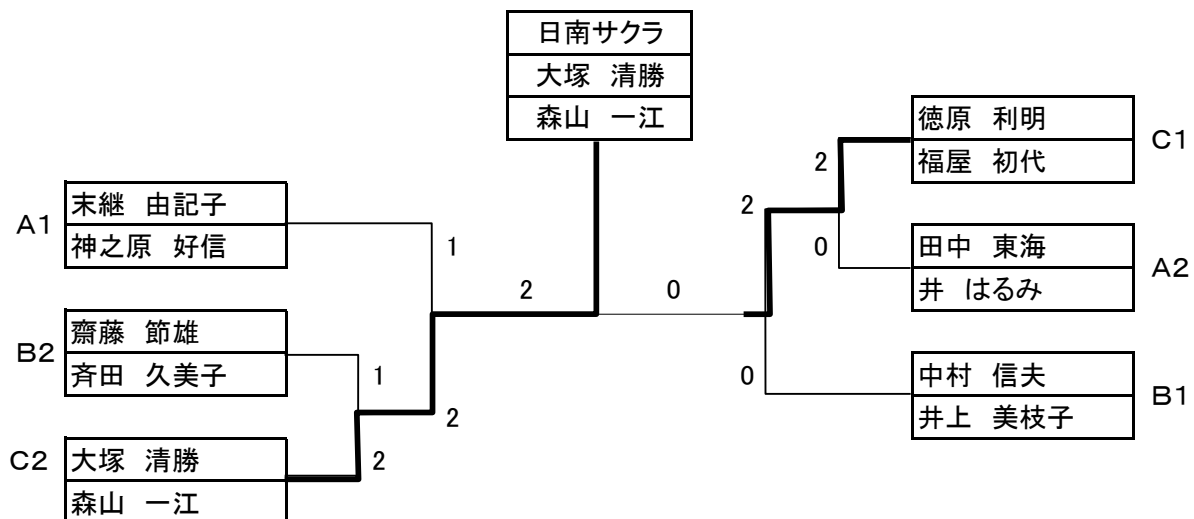 日南サクラ
大塚 清勝
森山 一江
徳原 利明
福屋 初代
C1
2
末継 由記子
神之原 好信
A1
2
1
0
田中 東海
井 はるみ
A2
2
0
齋藤 節雄
斉田 久美子
B2
1
0
中村 信夫
井上 美枝子
B1
2
C2
大塚 清勝
森山 一江
2